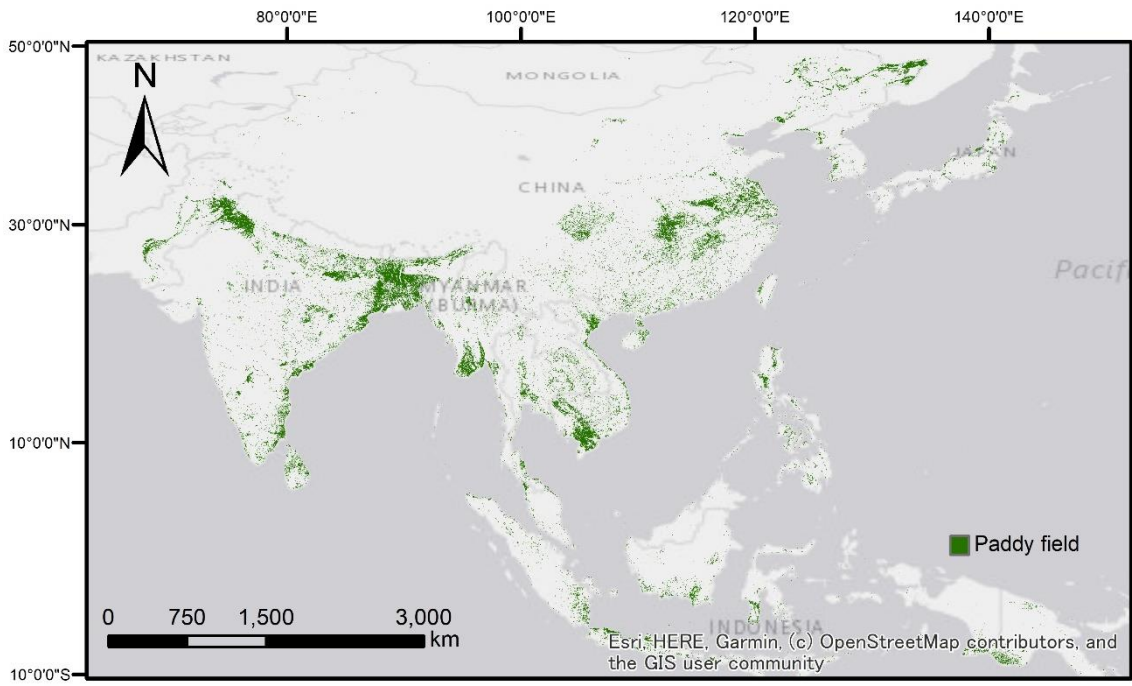 80°0'0"E 100°0'0"E 120°0'0"E 140°0'0"E
50°0'0"N
KAZAKHSTAN
MONGOLIA
N
JAPAN
CHINA
30°0'0"N
Pacif
INDIA
MYANMAR
(BURMA)
10°0'0"N
Paddy field
0 750 1,500 3,000
km
INDONESIA
Esri, HERE, Garmin, (c) OpenStreetMap contributors, and
the GIS user community
10°0'0"S